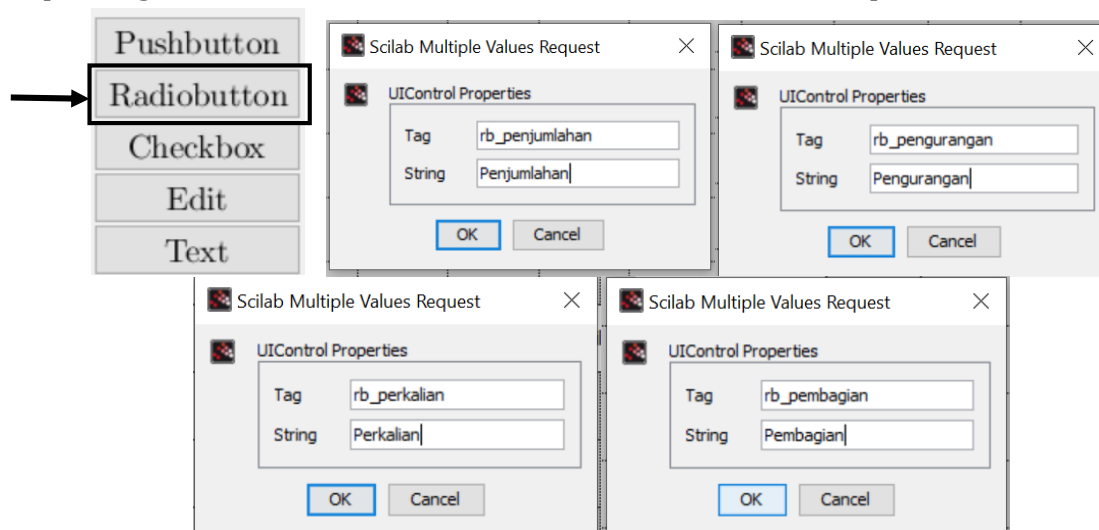 Pushbutton
Radiobutton
Checkbox
Edit
Text
Scilab Multiple Values Request
UIControl Properties
Tag rb_penjumlahan
String Penjumlahan
OK Cancel
Scilab Multiple Values Request
UIControl Properties
Tag rb_pengurangan
String Pengurangan
OK Cancel
Scilab Multiple Values Request
UIControl Properties
Tag rb_perkalian
String Perkalian
OK Cancel
Scilab Multiple Values Request
UIControl Properties
Tag rb_pembagian
String Pembagian
OK Cancel